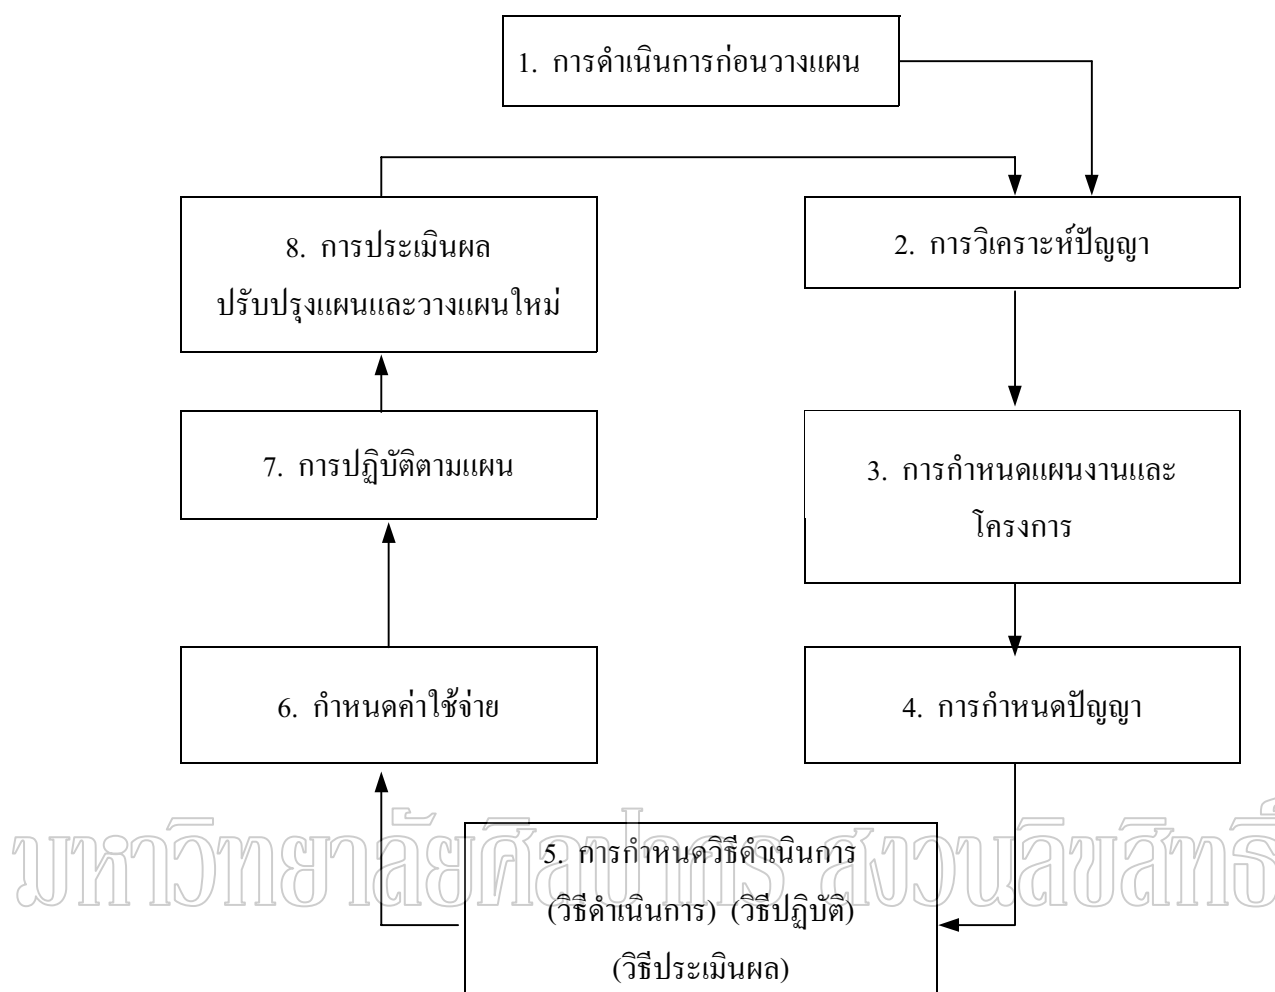 1. การดำเนินการก่อนวางแผน
2. การวิเคราะห์ปัญญา
3. การกำหนดแผนงานและ
โครงการ
4. การกำหนดปัญญา
5. การกำหนดวิธีดำเนินการ
(วิธีดำเนินการ) (วิธีปฏิบัติ)
(วิธีประเมินผล)
6. กำหนดค่าใช้จ่าย
7. การปฏิบัติตามแผน
8. การประเมินผล
ปรับปรุงแผนและวางแผนใหม่
มหาวิทยาลัยศิลปากร สงวนลิขสิทธิ์